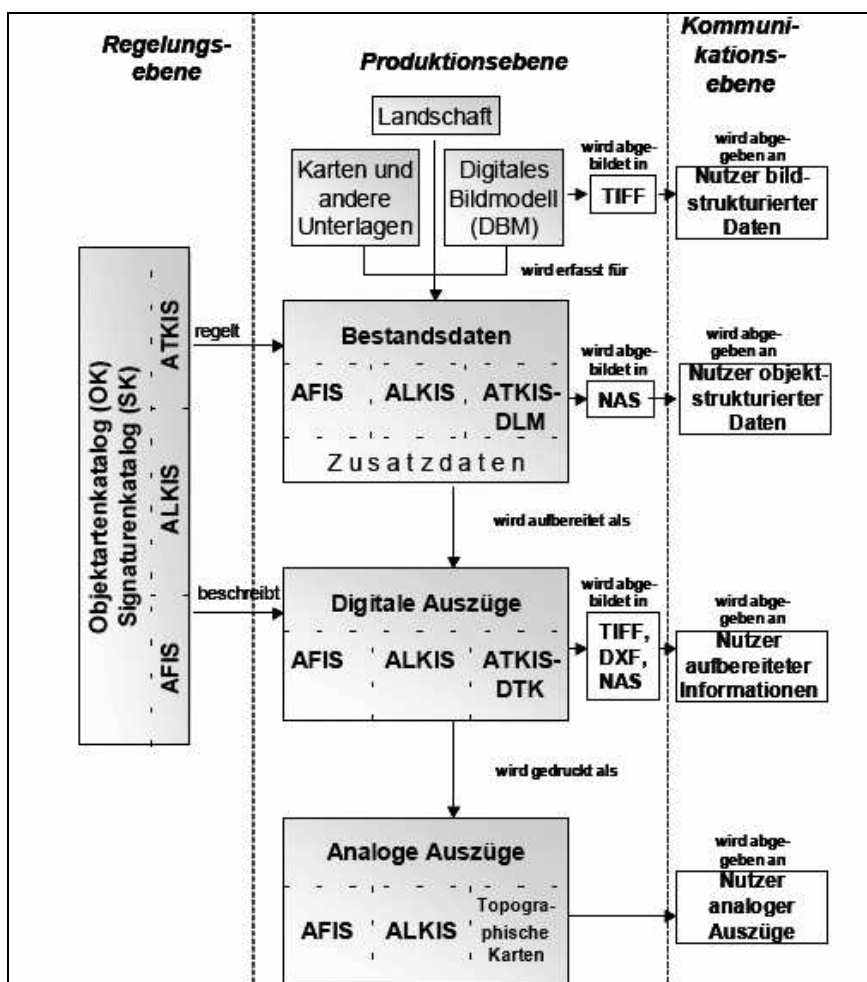 Regelungs-
ebene
Produktionsebene
Kommuni-
kations-
ebene
Landschaft
Karten und
andere
Unterlagen
Digitales
Bildmodell
(DBM)
wird abge-
bildet in
TIFF
wird abge-
geben an
Nutzer bild-
strukturierter
Daten
wird erfasst für
Objektartenkatalog (OK)
Signaturenkatalog (SK)
ATKIS
ALKIS
AFIS
regelt
Bestandsdaten
AFIS
ALKIS
ATKIS-
DLM
Zusatzdaten
wird abge-
bildet in
NAS
wird abge-
geben an
Nutzer objekt-
strukturierter
Daten
wird aufbereitet als
beschreibt
Digitale Auszüge
AFIS
ALKIS
ATKIS-
DTK
wird abge-
bildet in
TIFF,
DXF,
NAS
wird abge-
geben an
Nutzer
aufbereiteter
Informationen
wird gedruckt als
Analoge Auszüge
AFIS
ALKIS
Topogra-
phische
Karten
wird abge-
geben an
Nutzer
analoger
Auszüge